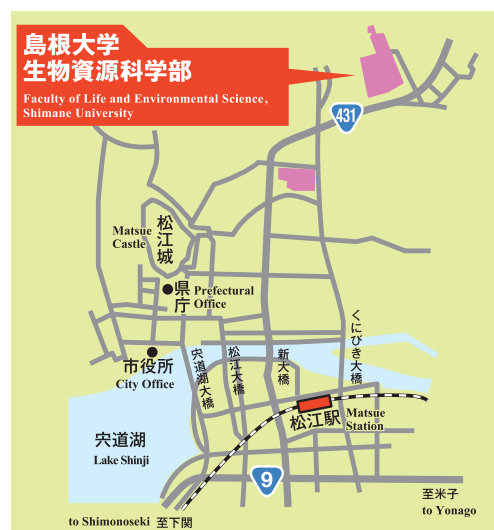 島根大学
生物資源科学部
Faculty of Life and Environmental Science,
Shimane University
431
松江城
Matsue
Castle
県庁
Prefectural
Office
くにびき大橋
市役所
City Office
宍道湖大橋
松江大橋
新大橋
松江駅
Matsue
Station
宍道湖
Lake Shinji
9
至米子
to Yonago
to Shimonoseki 至下関